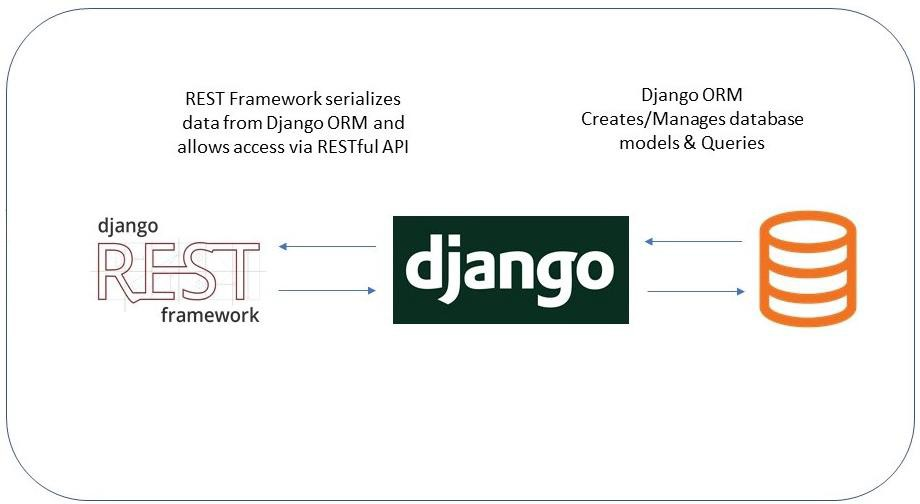 REST Framework serializes
data from Django ORM and
allows access via RESTful API
Django ORM
Creates/Manages database
models & Queries
django
REST
framework
django